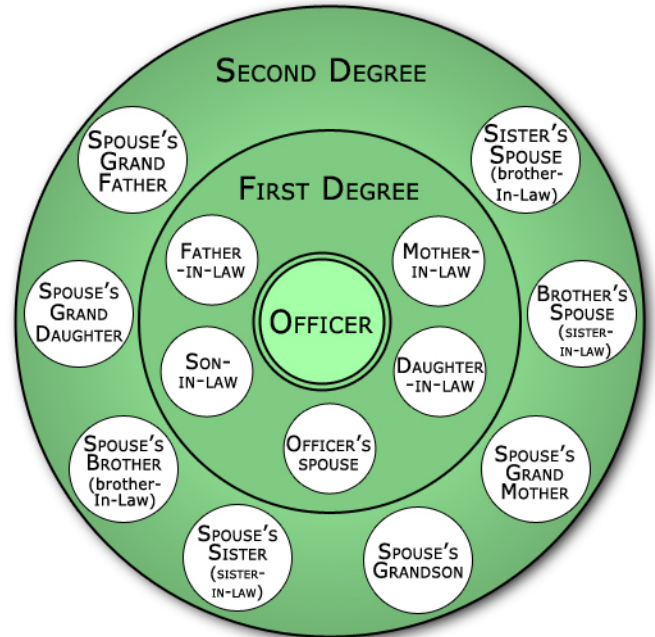 SECOND DEGREE
SPOUSE'S
GRAND
FATHER
SISTER'S
SPOUSE
(brother-
In-Law)
FIRST DEGREE
FATHER
-IN-LAW
MOTHER-
IN-LAW
SPOUSE'S
GRAND
DAUGHTER
OFFICER
BROTHER'S
SPOUSE
(SISTER-
IN-LAW)
SON-
IN-LAW
DAUGHTER
-IN-LAW
OFFICER'S
SPOUSE
SPOUSE'S
BROTHER
(brother-
In-Law)
SPOUSE'S
GRAND
MOTHER
SPOUSE'S
SISTER
(SISTER-
IN-LAW)
SPOUSE'S
GRANDSON